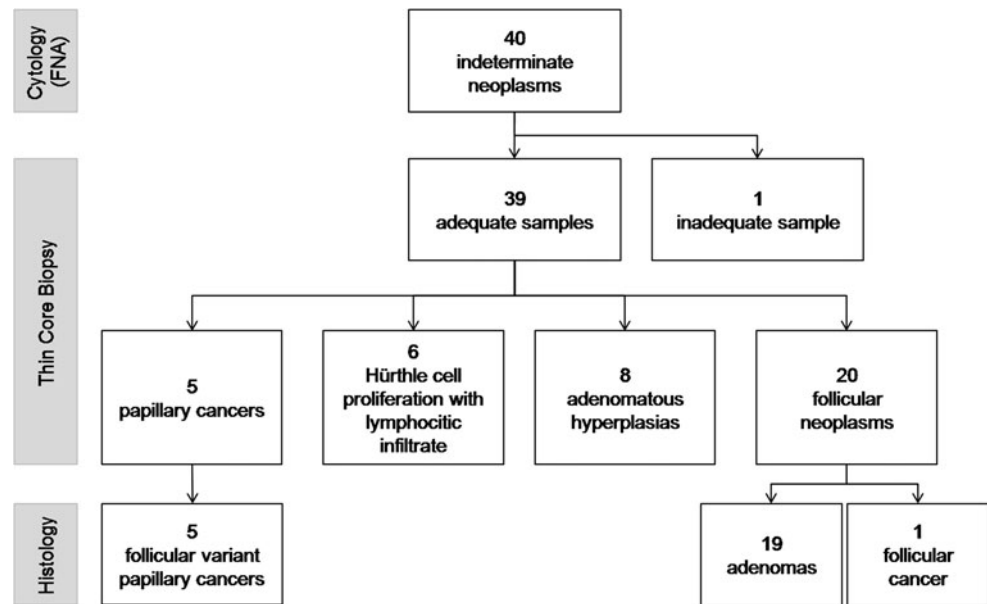 Cytology
(FNA)
40
indeterminate
neoplasms
Thin Core Biopsy
39
adequate samples
1
inadequate sample
5
papillary cancers
6
Hürthle cell
proliferation with
lymphocitic
infiltrate
8
adenomatous
hyperplasias
20
follicular
neoplasms
Histology
5
follicular variant
papillary cancers
19
adenomas
1
follicular
cancer